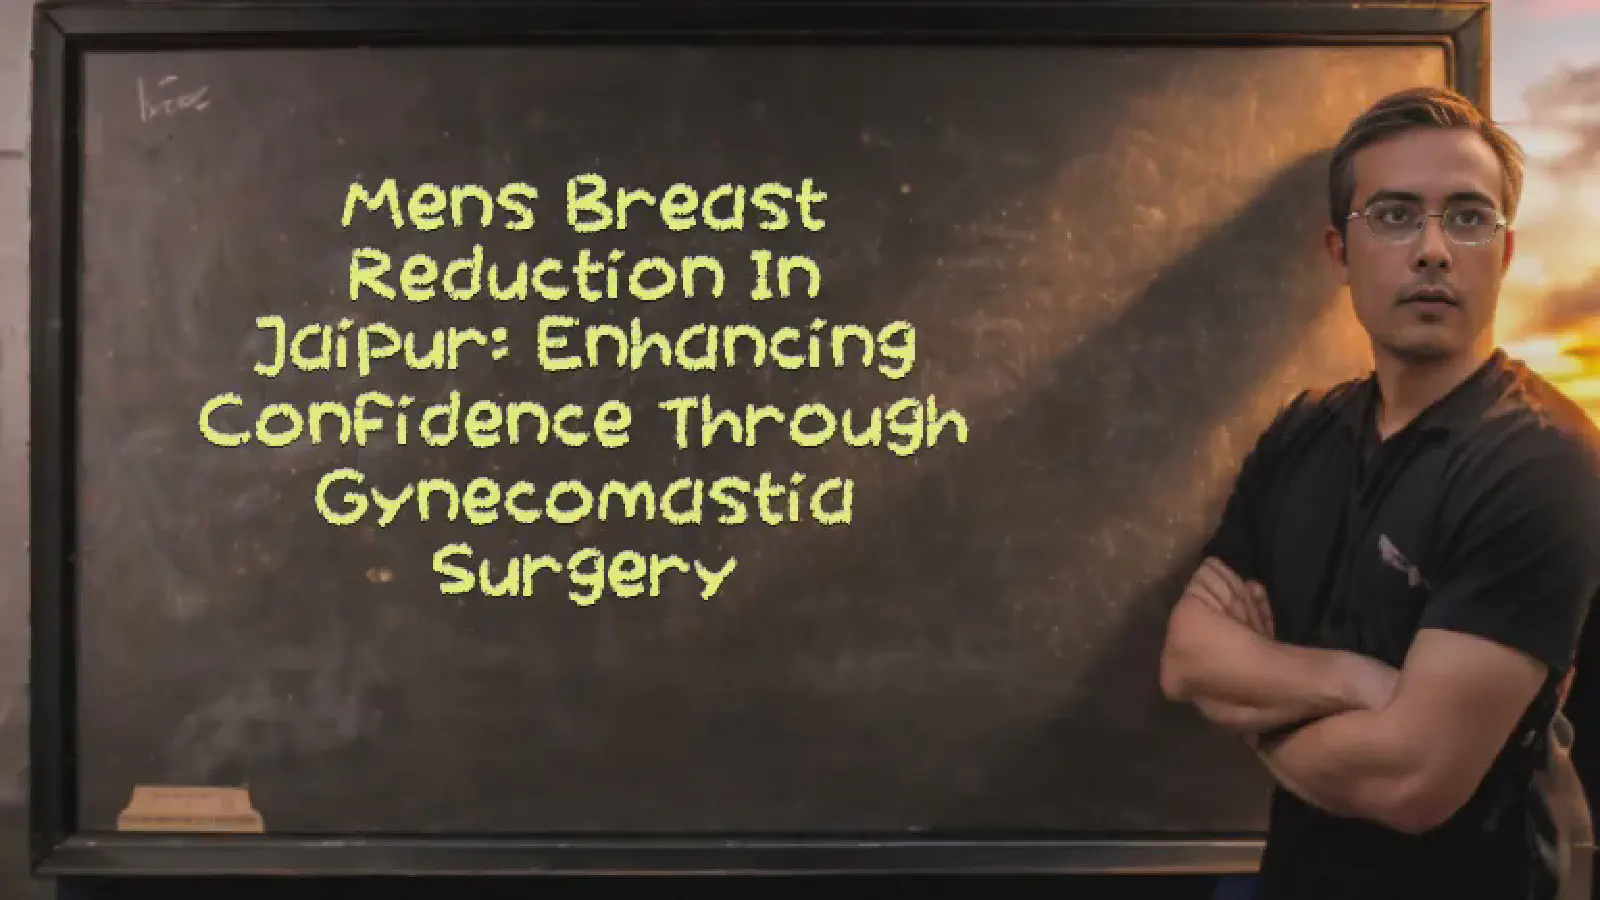 Mens Breast
Reduction In
Jaipur: Enhancing
Confidence Through
Gynecomastia
Surgery